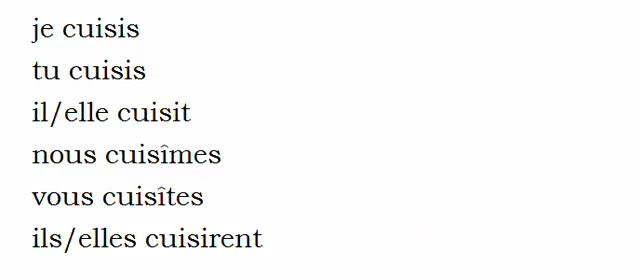 je cuisis
tu cuisis
il/elle cuisit
nous cuisîmes
vous cuisîtes
ils/elles cuisirent